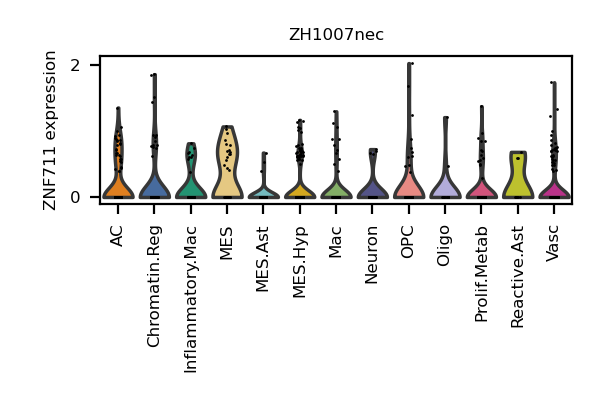 ZH1007nec
ZNF711 expression
2
0
AC
Chromatin.Reg
Inflammatory.Mac
MES
MES.Ast
MES.Hyp
Mac
Neuron
OPC
Oligo
Prolif.Metab
Reactive.Ast
Vasc